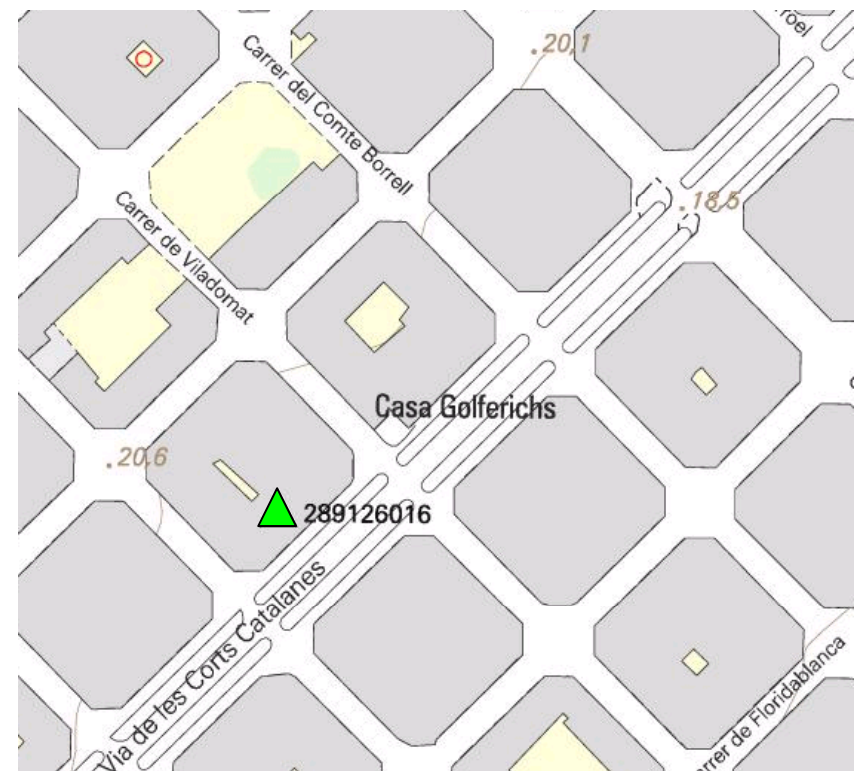 roel
.20,1
Carrer del Comte Borrell
.18,5
Carrer de Viladomat
Casa Golferichs
.20,6
289126016
Via de les Corts Catalanes
arrer de Floridablanca